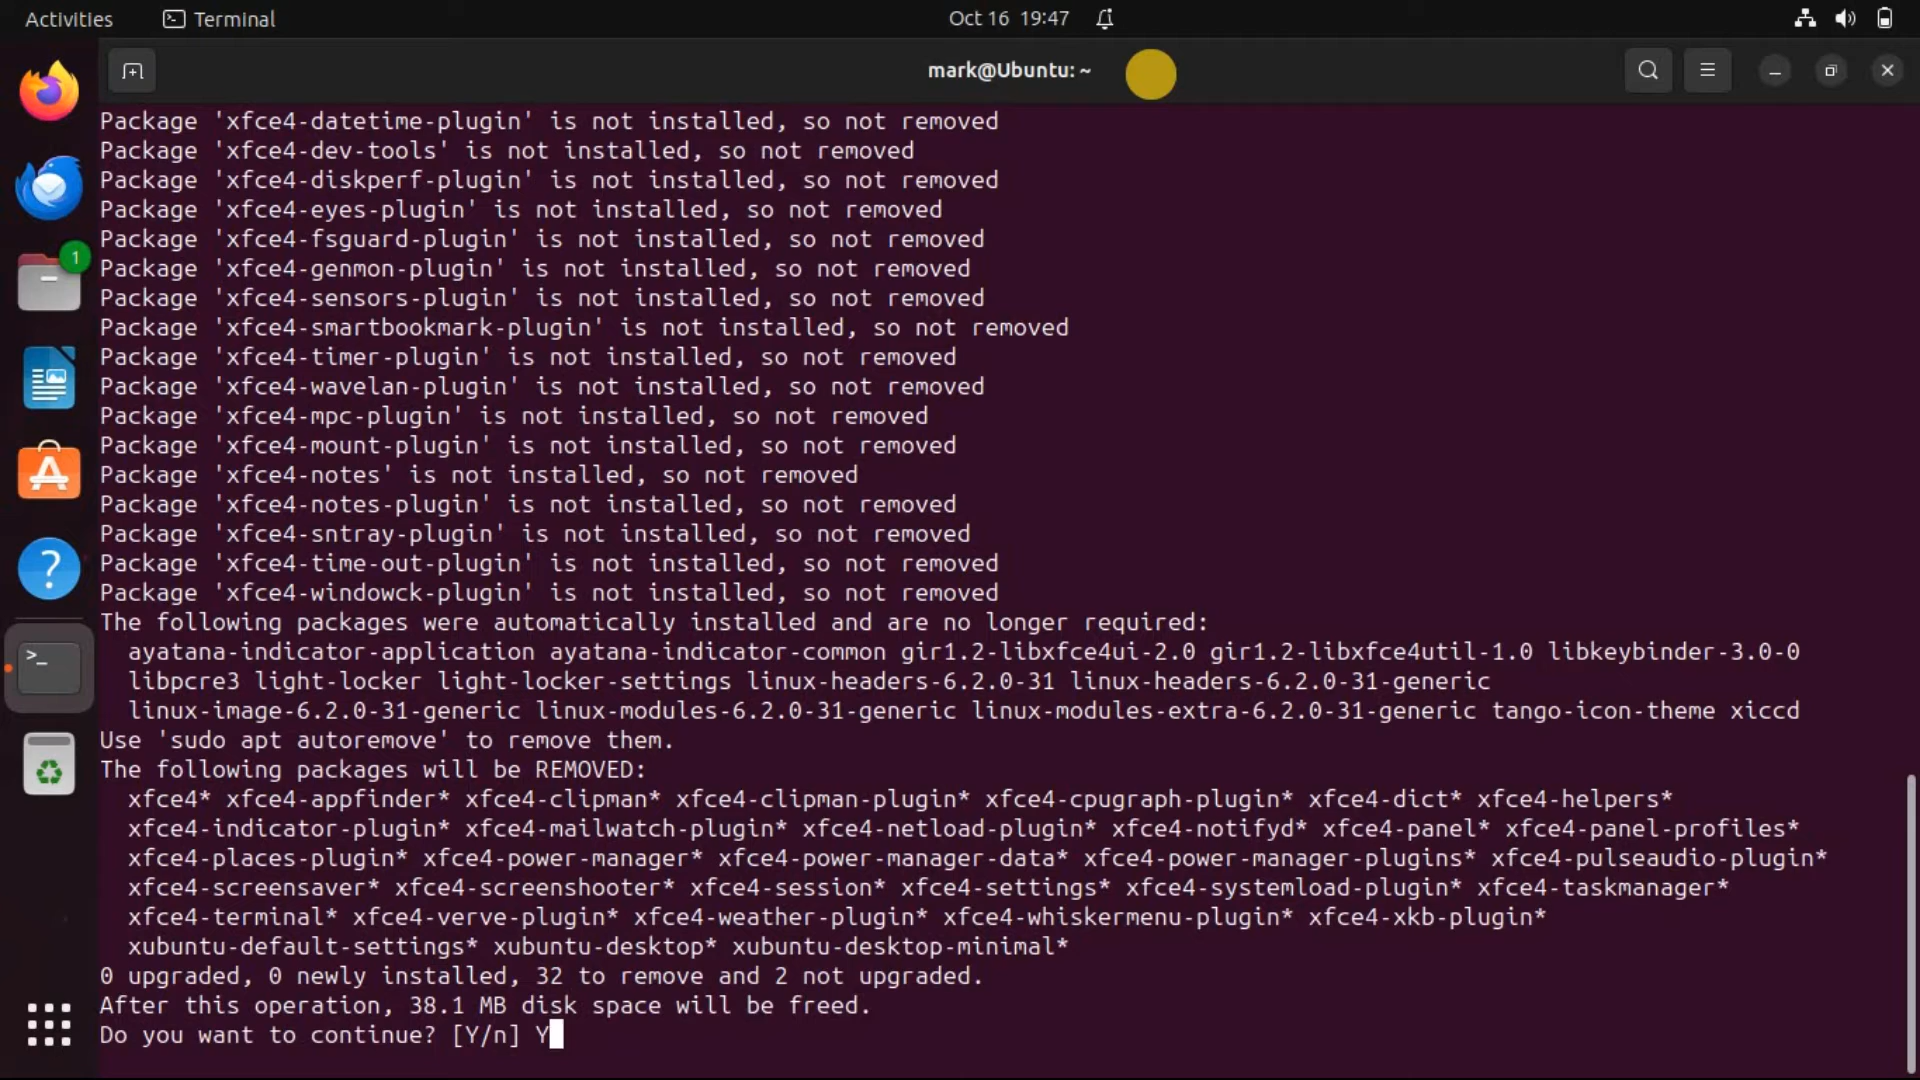 Activities
Terminal
Oct 16 19:47
mark@Ubuntu: ~
1
Package 'xfce4-datetime-plugin' is not installed, so not removed
Package 'xfce4-dev-tools' is not installed, so not removed
Package 'xfce4-diskperf-plugin' is not installed, so not removed
Package 'xfce4-eyes-plugin' is not installed, so not removed
Package 'xfce4-fsguard-plugin' is not installed, so not removed
Package 'xfce4-genmon-plugin' is not installed, so not removed
Package 'xfce4-sensors-plugin' is not installed, so not removed
Package 'xfce4-smartbookmark-plugin' is not installed, so not removed
Package 'xfce4-timer-plugin' is not installed, so not removed
Package 'xfce4-wavelan-plugin' is not installed, so not removed
Package 'xfce4-mpc-plugin' is not installed, so not removed
Package 'xfce4-mount-plugin' is not installed, so not removed
Package 'xfce4-notes' is not installed, so not removed
Package 'xfce4-notes-plugin' is not installed, so not removed
Package 'xfce4-sntray-plugin' is not installed, so not removed
Package 'xfce4-time-out-plugin' is not installed, so not removed
Package 'xfce4-windowck-plugin' is not installed, so not removed
The following packages were automatically installed and are no longer required:
  ayatana-indicator-application ayatana-indicator-common gir1.2-libxfce4ui-2.0 gir1.2-libxfce4util-1.0 libkeybinder-3.0-0
  libpcre3 light-locker light-locker-settings linux-headers-6.2.0-31 linux-headers-6.2.0-31-generic
  linux-image-6.2.0-31-generic linux-modules-6.2.0-31-generic linux-modules-extra-6.2.0-31-generic tango-icon-theme xiccd
Use 'sudo apt autoremove' to remove them.
The following packages will be REMOVED:
  xfce4* xfce4-appfinder* xfce4-clipman* xfce4-clipman-plugin* xfce4-cpugraph-plugin* xfce4-dict* xfce4-helpers*
  xfce4-indicator-plugin* xfce4-mailwatch-plugin* xfce4-netload-plugin* xfce4-notifyd* xfce4-panel* xfce4-panel-profiles*
  xfce4-places-plugin* xfce4-power-manager* xfce4-power-manager-data* xfce4-power-manager-plugins* xfce4-pulseaudio-plugin*
  xfce4-screensaver* xfce4-screenshooter* xfce4-session* xfce4-settings* xfce4-systemload-plugin* xfce4-taskmanager*
  xfce4-terminal* xfce4-verve-plugin* xfce4-weather-plugin* xfce4-whiskermenu-plugin* xfce4-xkb-plugin*
  xubuntu-default-settings* xubuntu-desktop* xubuntu-desktop-minimal*
0 upgraded, 0 newly installed, 32 to remove and 2 not upgraded.
After this operation, 38.1 MB disk space will be freed.
Do you want to continue? [Y/n] Y